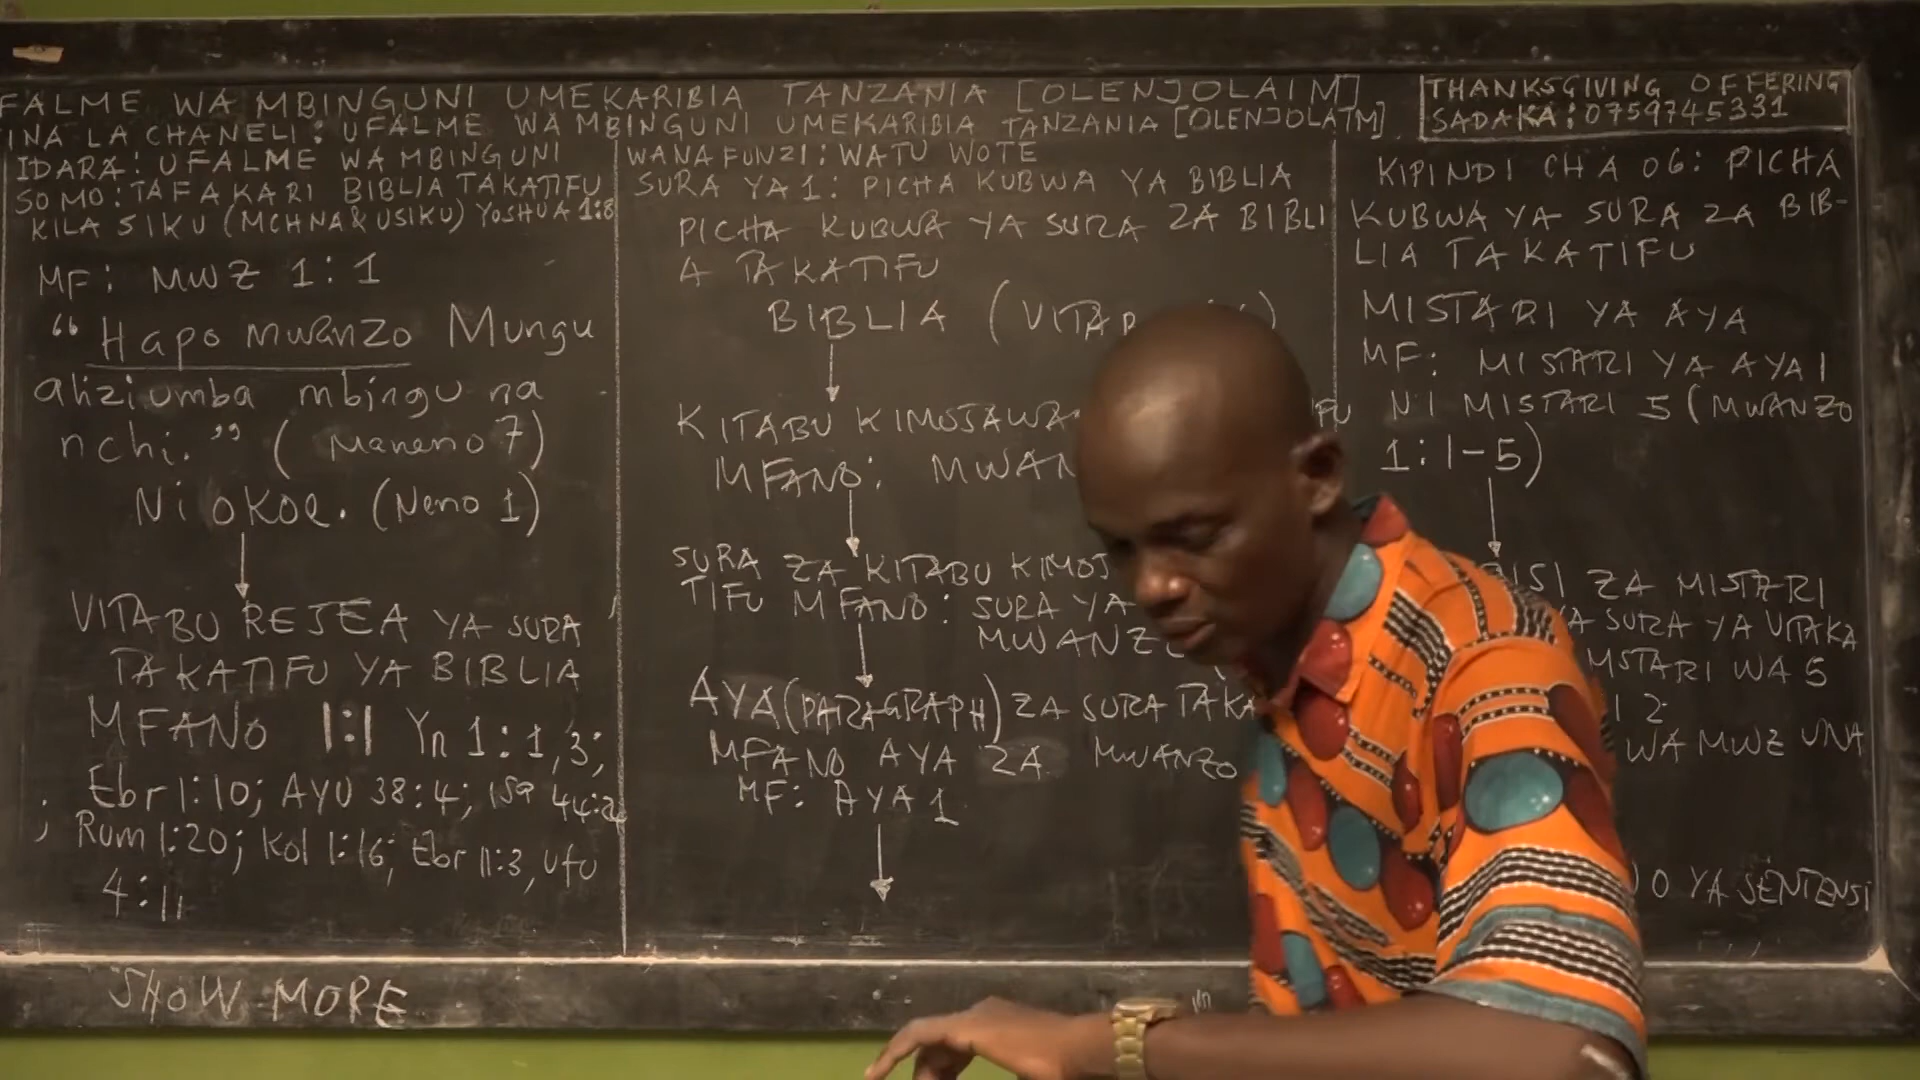 FALME WA MBINGUNI UMEKARIBIA TANZANIA [OLENJOLAIM]
INA LA CHANELI: UFALME WA MBINGUNI UMEKARIBIA TANZANIA [OLENJOLAIM]
THANKSGIVING OFFERING
SADAKA: 0759745331
IDARA: UFALME WA MBINGUNI
SOMO: TAFAKARI BIBLIA TAKATIFU
KILA SIKU (MCHNA & USIKU) YOSHUA 1:8
MF: MWZ 1:1
"Hapo mwanzo Mungu
aliziumba mbingu na
nchi." (Maneno 7)
Ni okoe. (Neno 1)
VITABU REJEA YA SURA
TAKATIFU YA BIBLIA
MFANO 1:1 Yn 1:1,3;
Ebr 1:10; AYU 38:4; ISA 44:24
; Rum 1:20; Kol 1:16; Ebr 11:3, Ufu
4:11
SHOW MORE
WANAFUNZI: WATU WOTE
SURA YA 1: PICHA KUBWA YA BIBLIA
PICHA KUBWA YA SURA ZA BIBLI
A TAKATIFU
BIBLIA
KITABU KIMOJAWA
MFANO:
SURA ZA KITABU
TIFU MFANO: SURA YA
AYA (PARAGRAPH) ZA SURA
MFANO AYA ZA MWANZO
MF: AYA 1
KIPINDI CHA 06: PICHA
KUBWA YA SURA ZA BIB-
LIA TAKATIFU
MISTARI YA AYA
MF: MISTARI YA AYA 1
NI MISTARI 5 (MWANZO
1:1-5)
ZA MISTARI
SURA YA
WA 5
1 2
WA MWZ UNA
YA SENTENSI